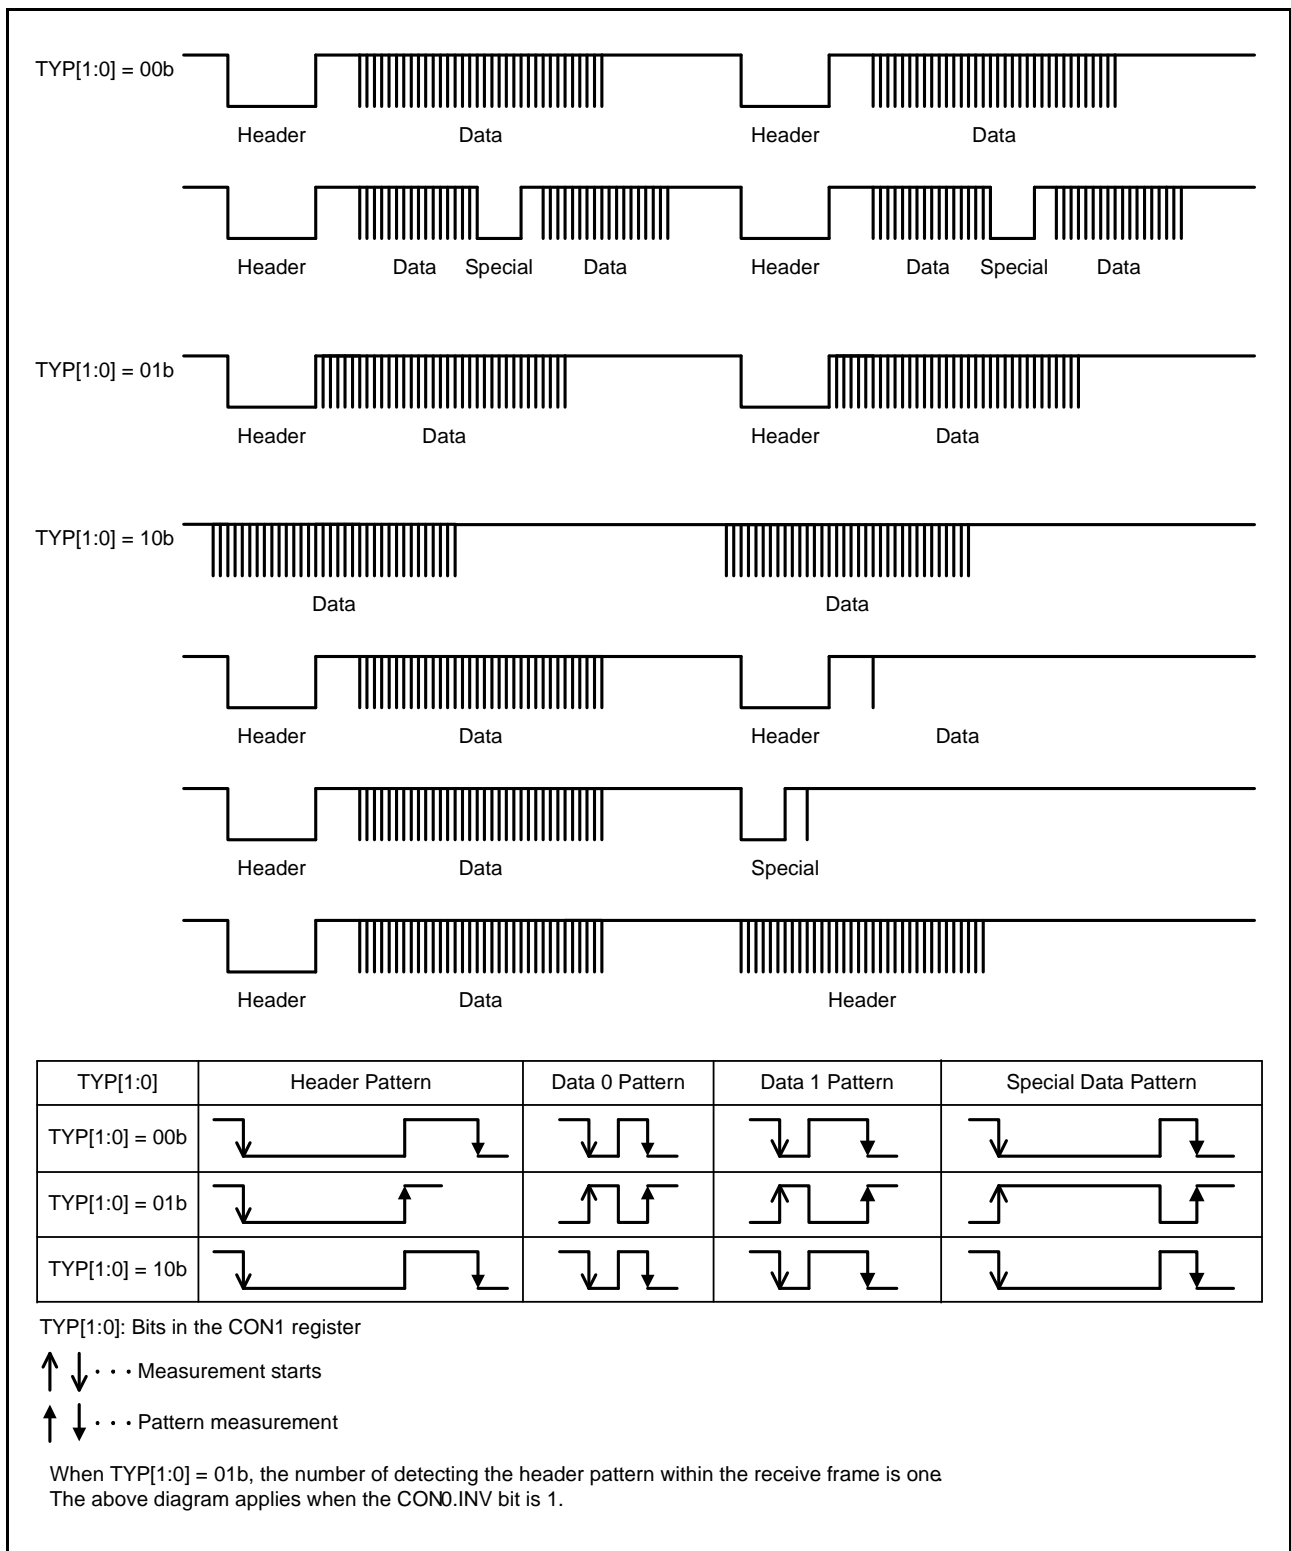 TYP[1:0] = 00b
Header Data Header Data
Header Data Special Data Header Data Special Data
TYP[1:0] = 01b
Header Data Header Data
TYP[1:0] = 10b
Data Data
Header Data Header Data
Header Data Special
Header Data Header
TYP[1:0] Header Pattern Data 0 Pattern Data 1 Pattern Special Data Pattern
TYP[1:0] = 00b
TYP[1:0] = 01b
TYP[1:0] = 10b
TYP[1:0]: Bits in the CON1 register
· · · Measurement starts
· · · Pattern measurement
When TYP[1:0] = 01b, the number of detecting the header pattern within the receive frame is one.
The above diagram applies when the CON0.INV bit is 1.